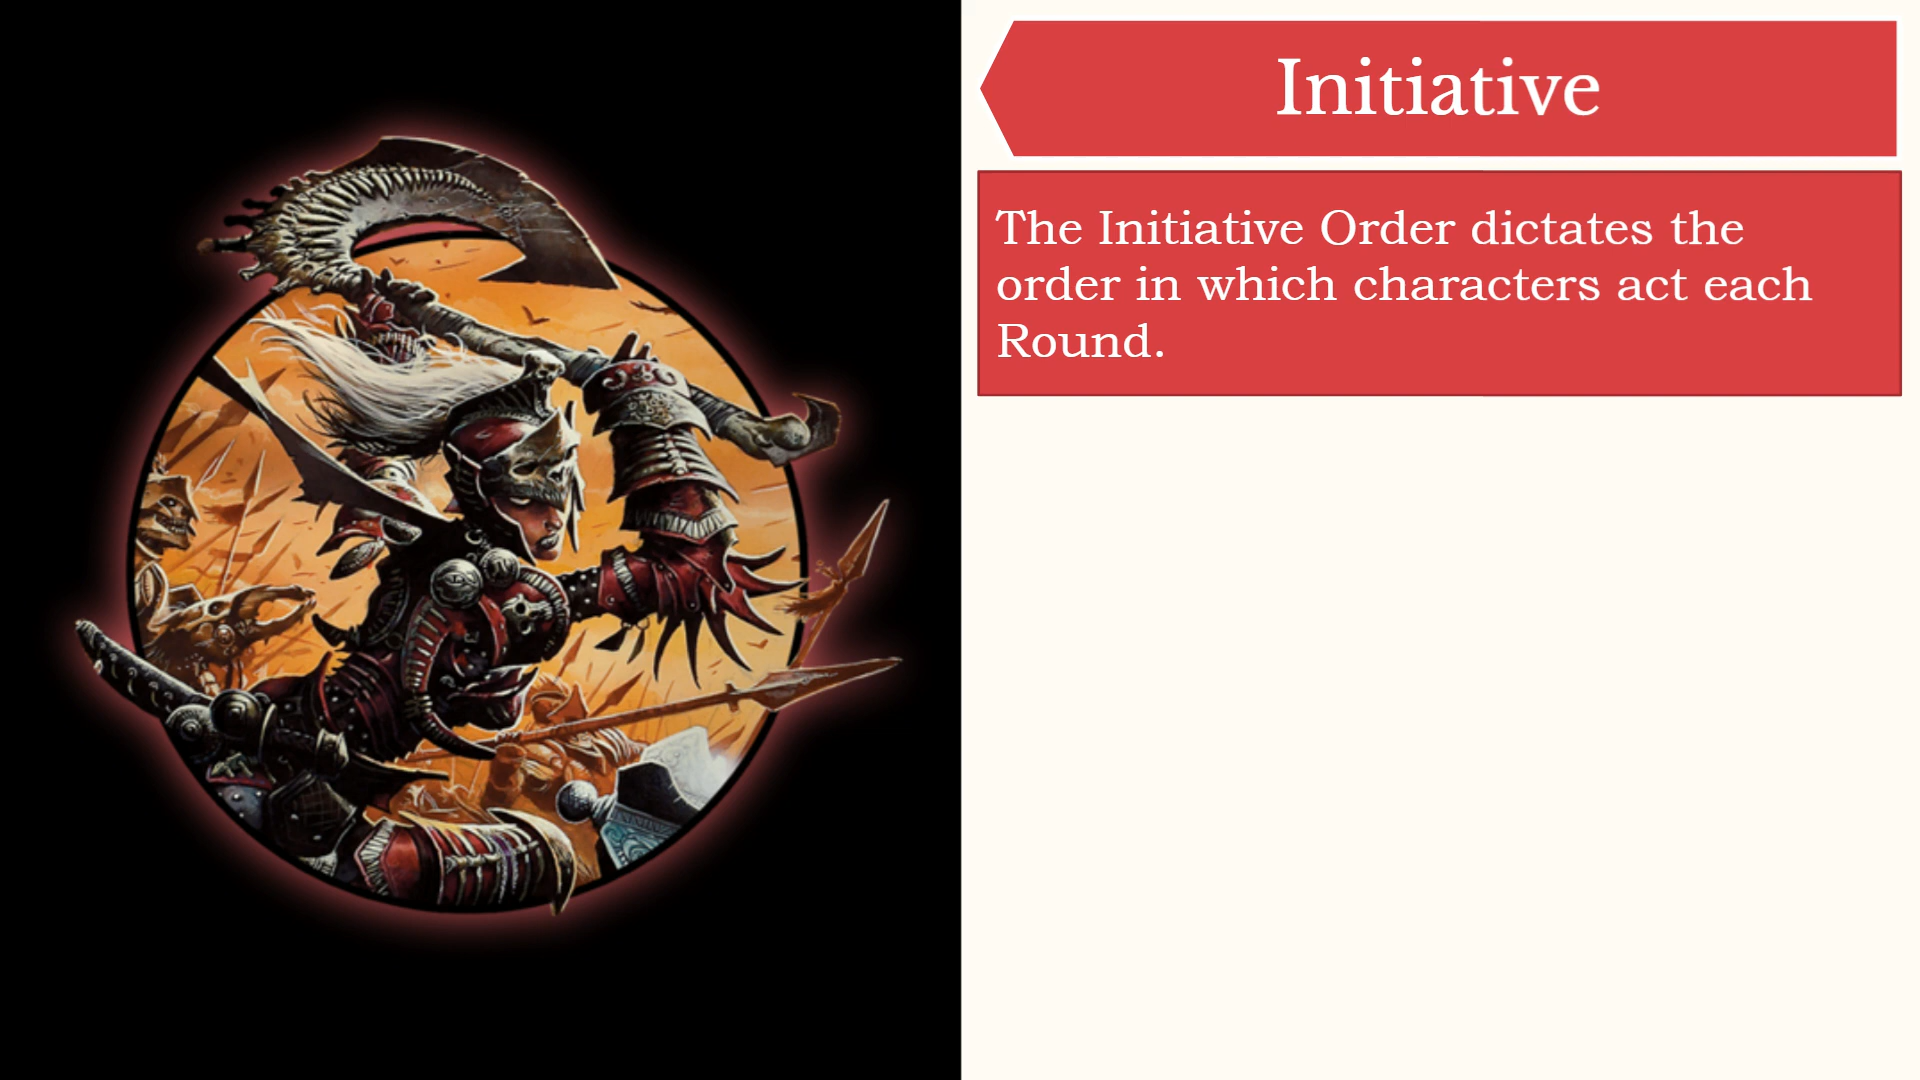 Initiative
The Initiative Order dictates the
order in which characters act each
Round.